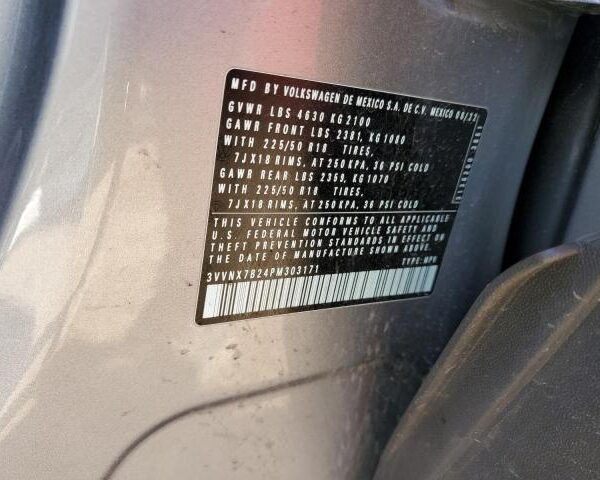 MFD BY VOLKSWAGEN DE MEXICO S.A. DE C.V. MEXICO
GVWR LBS 4630 KG 2100
GAWR FRONT LBS 2381, KG 1080
WITH 225/50 R18 TIRES,
7JX18 RIMS, AT 250 KPA, 36 PSI COLD
GAWR REAR LBS 2359, KG 1070
WITH 225/50 R18 TIRES,
7JX18 RIMS, AT 250 KPA, 36 PSI COLD
THIS VEHICLE CONFORMS TO ALL APPLICABLE
U.S. FEDERAL MOTOR VEHICLE SAFETY AND
THEFT PREVENTION STANDARDS IN EFFECT ON
THE DATE OF MANUFACTURE SHOWN ABOVE.
3VVNX7B24PM303171 TYPE: MPV